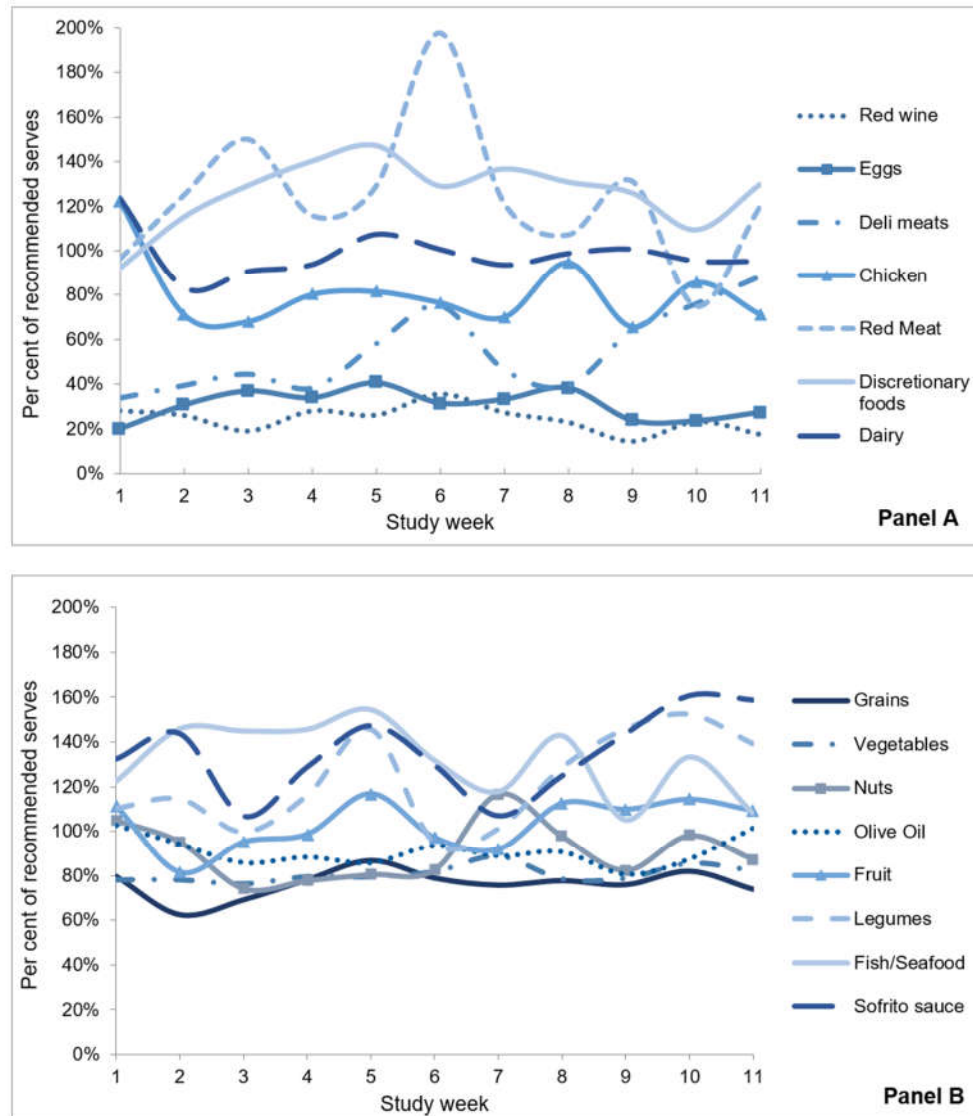 200%
180%
160%
140%
120%
100%
80%
60%
40%
20%
0%
Per cent of recommended serves
1 2 3 4 5 6 7 8 9 10 11
Study week
Red wine
Eggs
Deli meats
Chicken
Red Meat
Discretionary
foods
Dairy
Panel A
200%
180%
160%
140%
120%
100%
80%
60%
40%
20%
0%
Per cent of recommended serves
1 2 3 4 5 6 7 8 9 10 11
Study week
Grains
Vegetables
Nuts
Olive Oil
Fruit
Legumes
Fish/Seafood
Sofrito sauce
Panel B